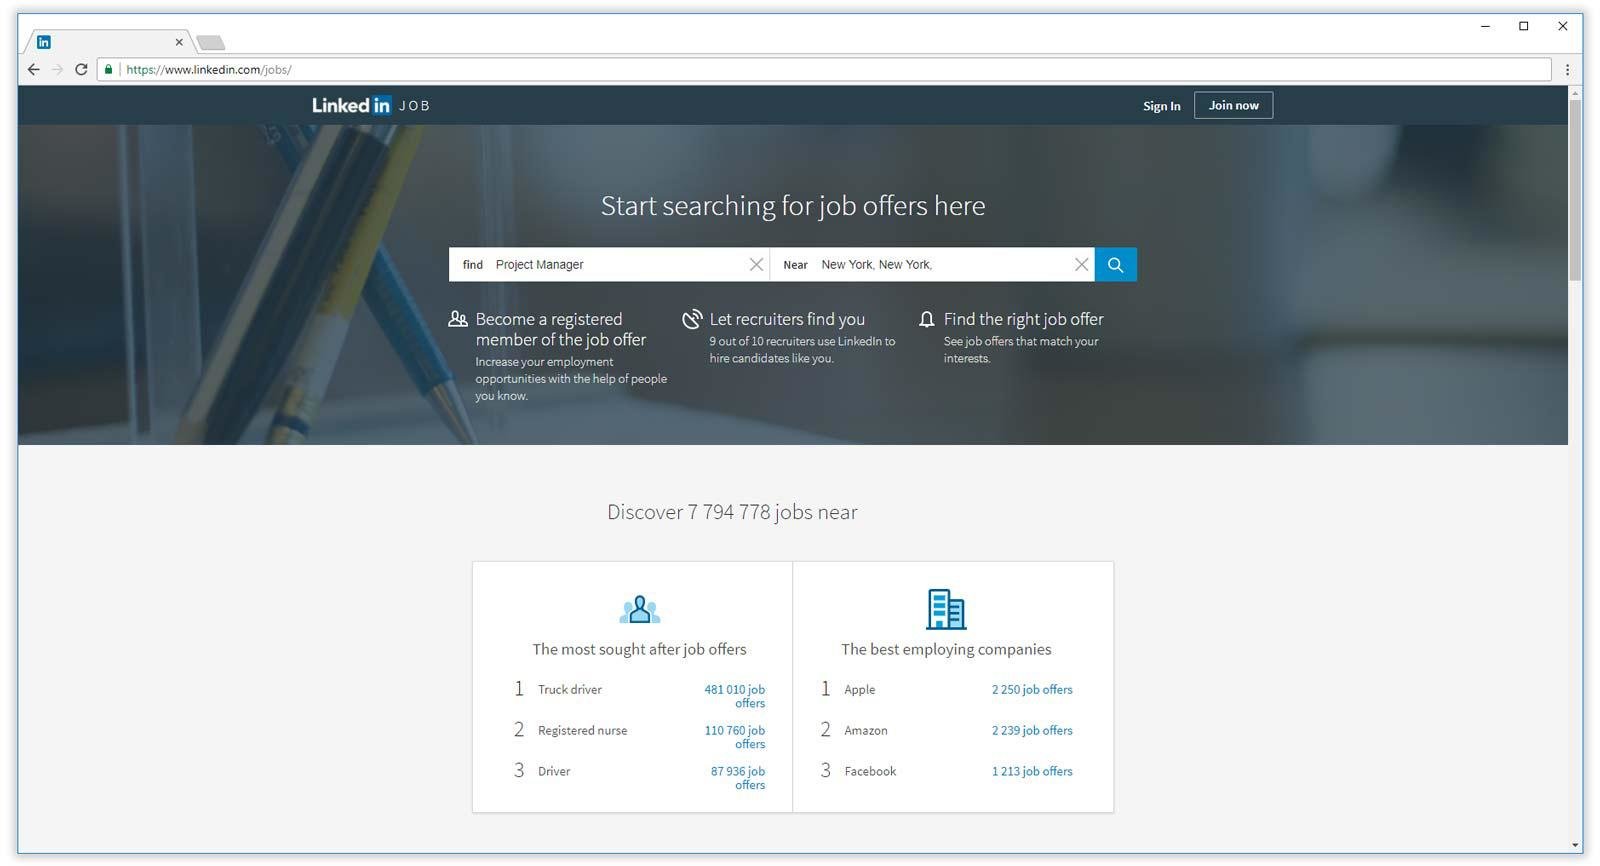 in
https://www.linkedin.com/jobs/
Linked in JOB
Sign In
Join now
Start searching for job offers here
find Project Manager
Near New York, New York,
Become a registered
member of the job offer
Increase your employment
opportunities with the help of people
you know.
Let recruiters find you
9 out of 10 recruiters use LinkedIn to
hire candidates like you.
Find the right job offer
See job offers that match your
interests.
Discover 7 794 778 jobs near
The most sought after job offers
1 Truck driver 481 010 job
offers
2 Registered nurse 110 760 job
offers
3 Driver 87 936 job
offers
The best employing companies
1 Apple 2 250 job offers
2 Amazon 2 239 job offers
3 Facebook 1 213 job offers